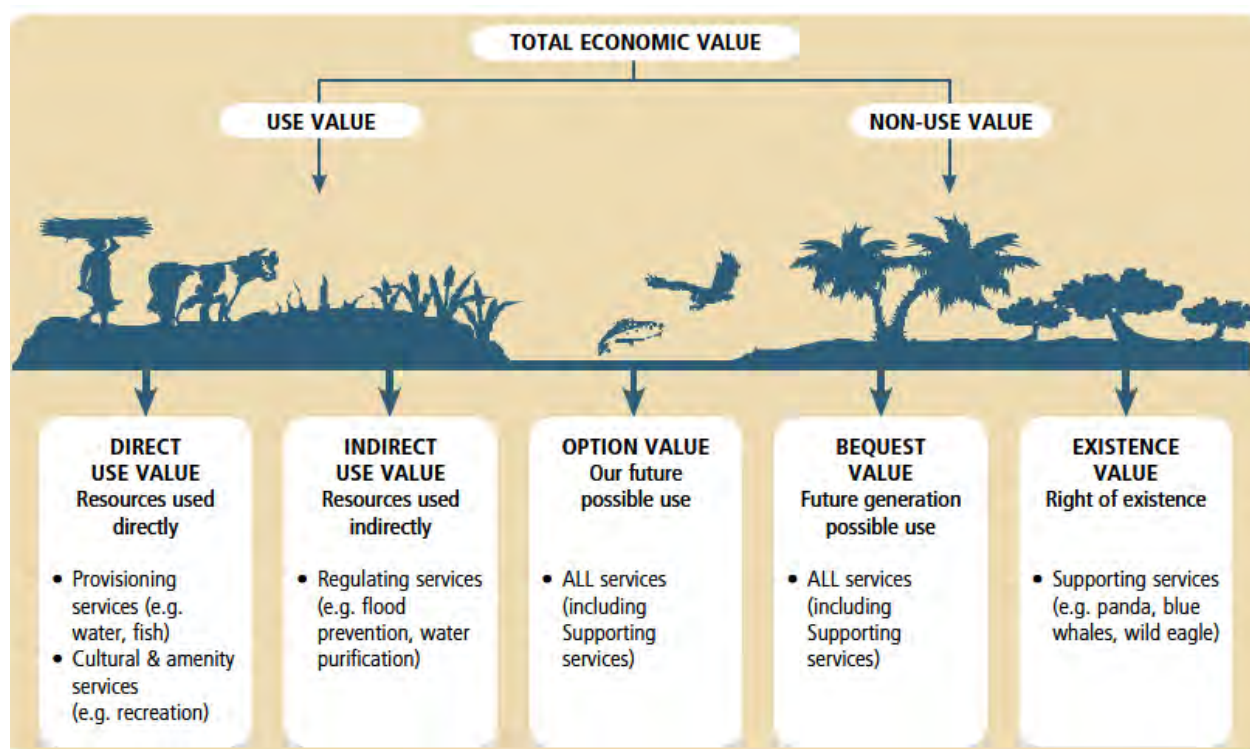 TOTAL ECONOMIC VALUE
USE VALUE
NON-USE VALUE
DIRECT
USE VALUE
Resources used
directly
• Provisioning
services (e.g.
water, fish)
• Cultural & amenity
services
(e.g. recreation)
INDIRECT
USE VALUE
Resources used
indirectly
• Regulating services
(e.g. flood
prevention, water
purification)
OPTION VALUE
Our future
possible use
• ALL services
(including
Supporting
services)
BEQUEST
VALUE
Future generation
possible use
• ALL services
(including
Supporting
services)
EXISTENCE
VALUE
Right of existence
• Supporting services
(e.g. panda, blue
whales, wild eagle)